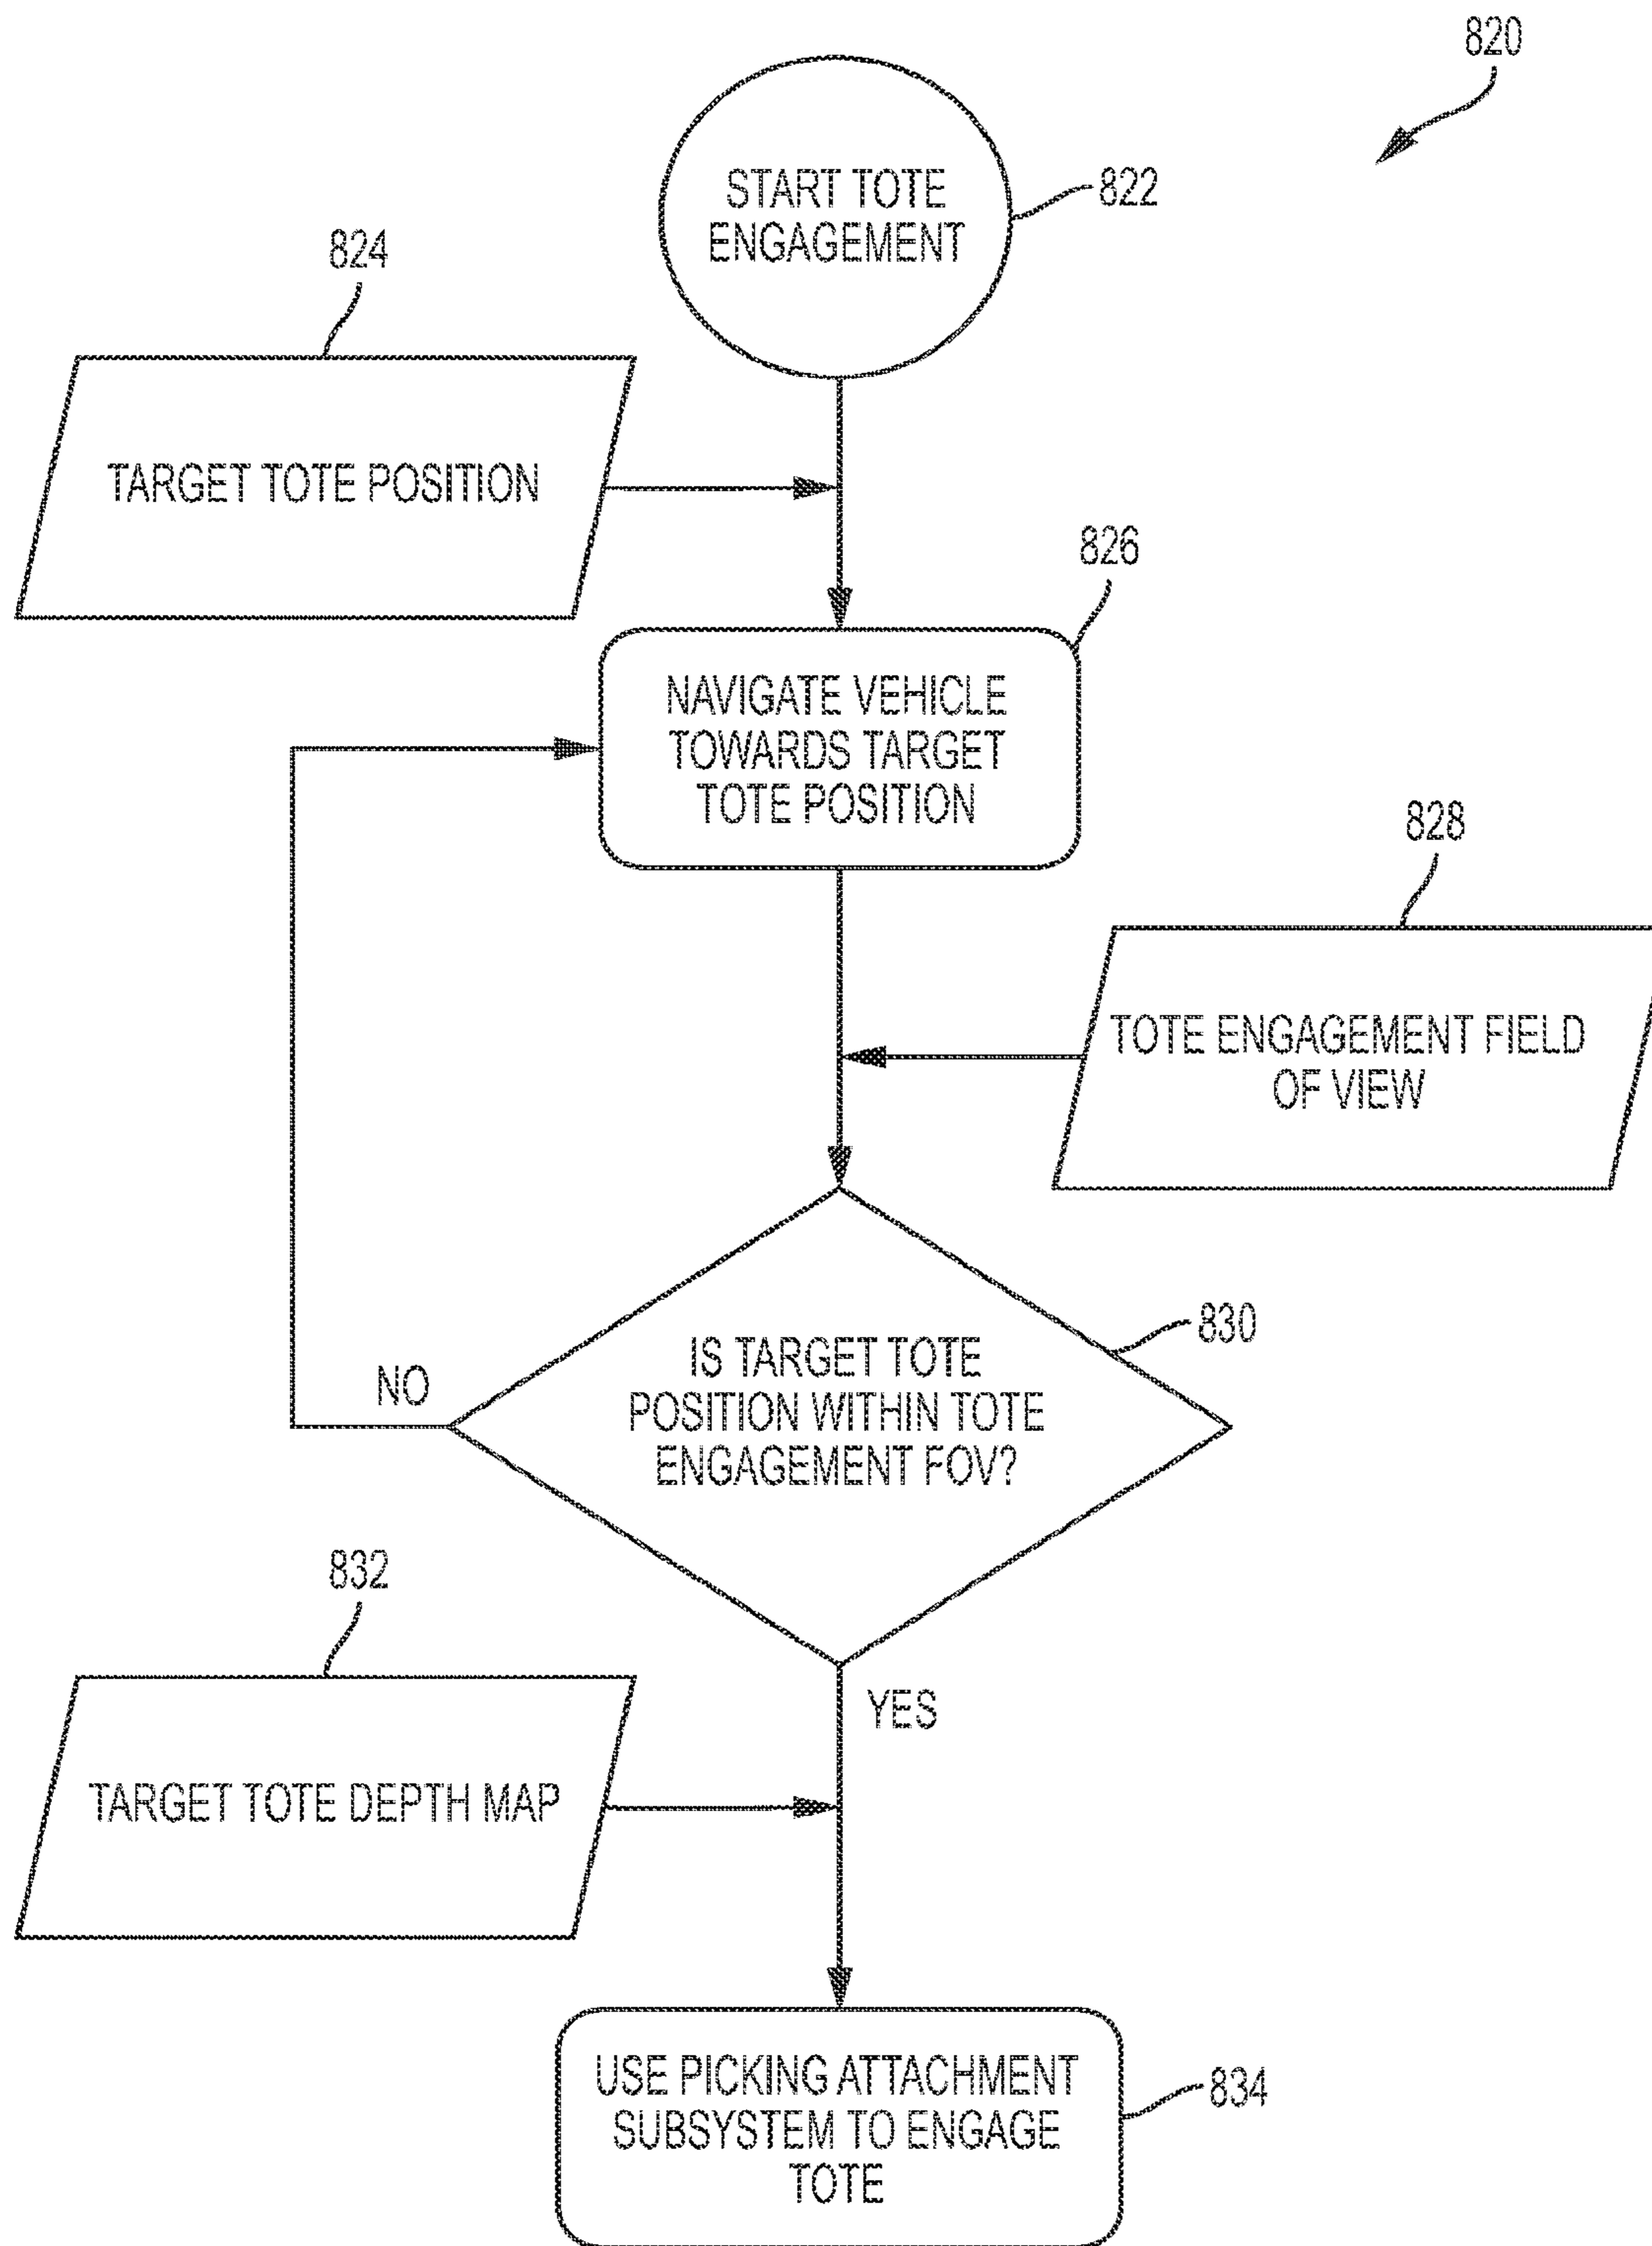 820
START TOTE
ENGAGEMENT
822
824
TARGET TOTE POSITION
826
NAVIGATE VEHICLE
TOWARDS TARGET
TOTE POSITION
828
TOTE ENGAGEMENT FIELD
OF VIEW
830
IS TARGET TOTE
POSITION WITHIN TOTE
ENGAGEMENT FOV?
NO
832
YES
TARGET TOTE DEPTH MAP
USE PICKING ATTACHMENT
SUBSYSTEM TO ENGAGE
TOTE
834